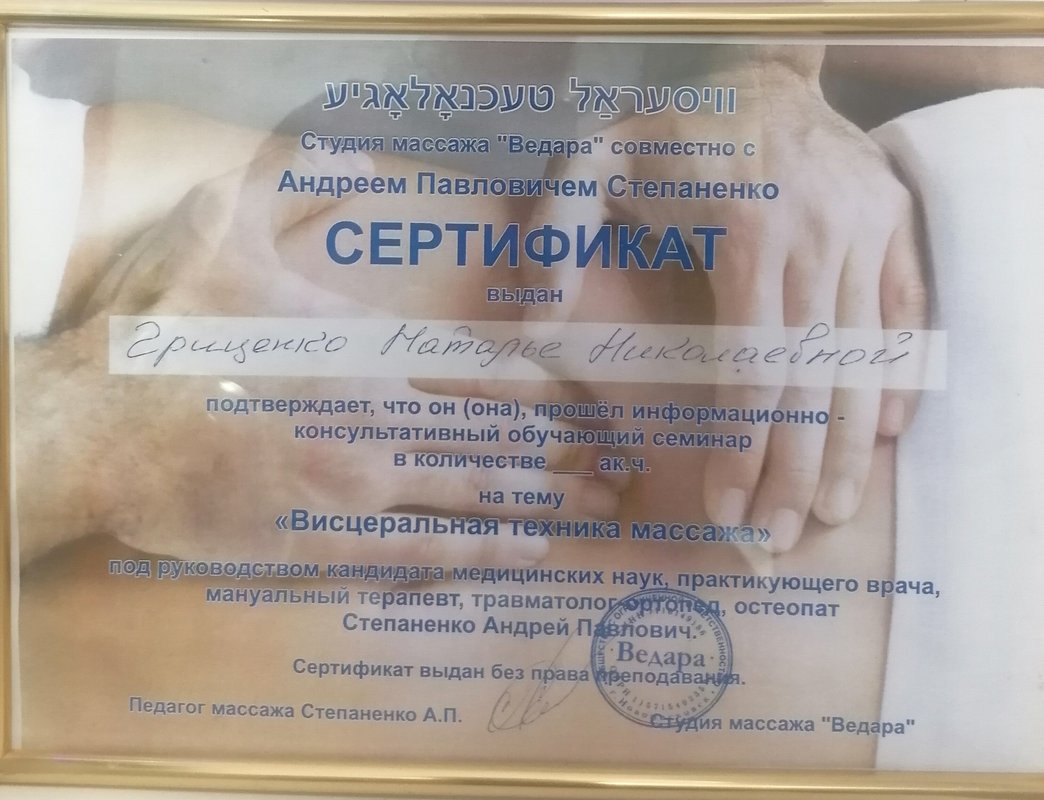 וויסעראַל טעכנאָלאָגיע
Студия массажа "Ведара" совместно с
Андреем Павловичем Степаненко
СЕРТИФИКАТ
выдан
Гриценко Наталье Николаевной
подтверждает, что он (она), прошёл информационно -
консультативный обучающий семинар
в количестве ___ ак.ч.
на тему
«Висцеральная техника массажа»
под руководством кандидата медицинских наук, практикующего врача,
мануальный терапевт, травматолог-ортопед, остеопат
Степаненко Андрей Павлович.
Ведара
Сертификат выдан без права преподавания.
Педагог массажа Степаненко А.П.
Студия массажа "Ведара"